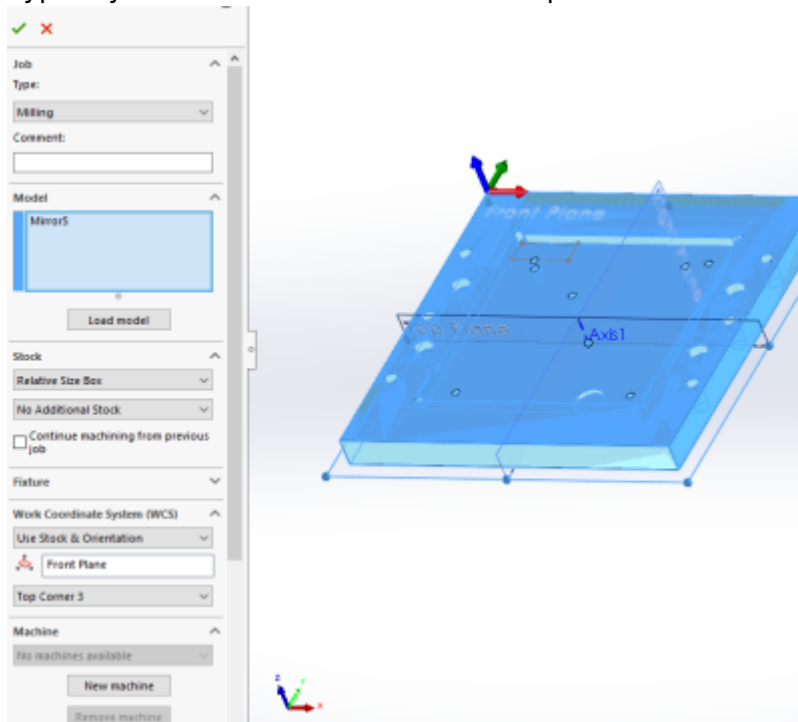 Job
Type:
Milling
Comment:
Model
Mirror5
Load model
Stock
Relative Size Box
No Additional Stock
Continue machining from previous
job
Fixture
Work Coordinate System (WCS)
Use Stock & Orientation
Front Plane
Top Corner 3
Machine
No machines available
New machine
Remove machine
Front Plane
Top Plane
Axis1
z
Y
x